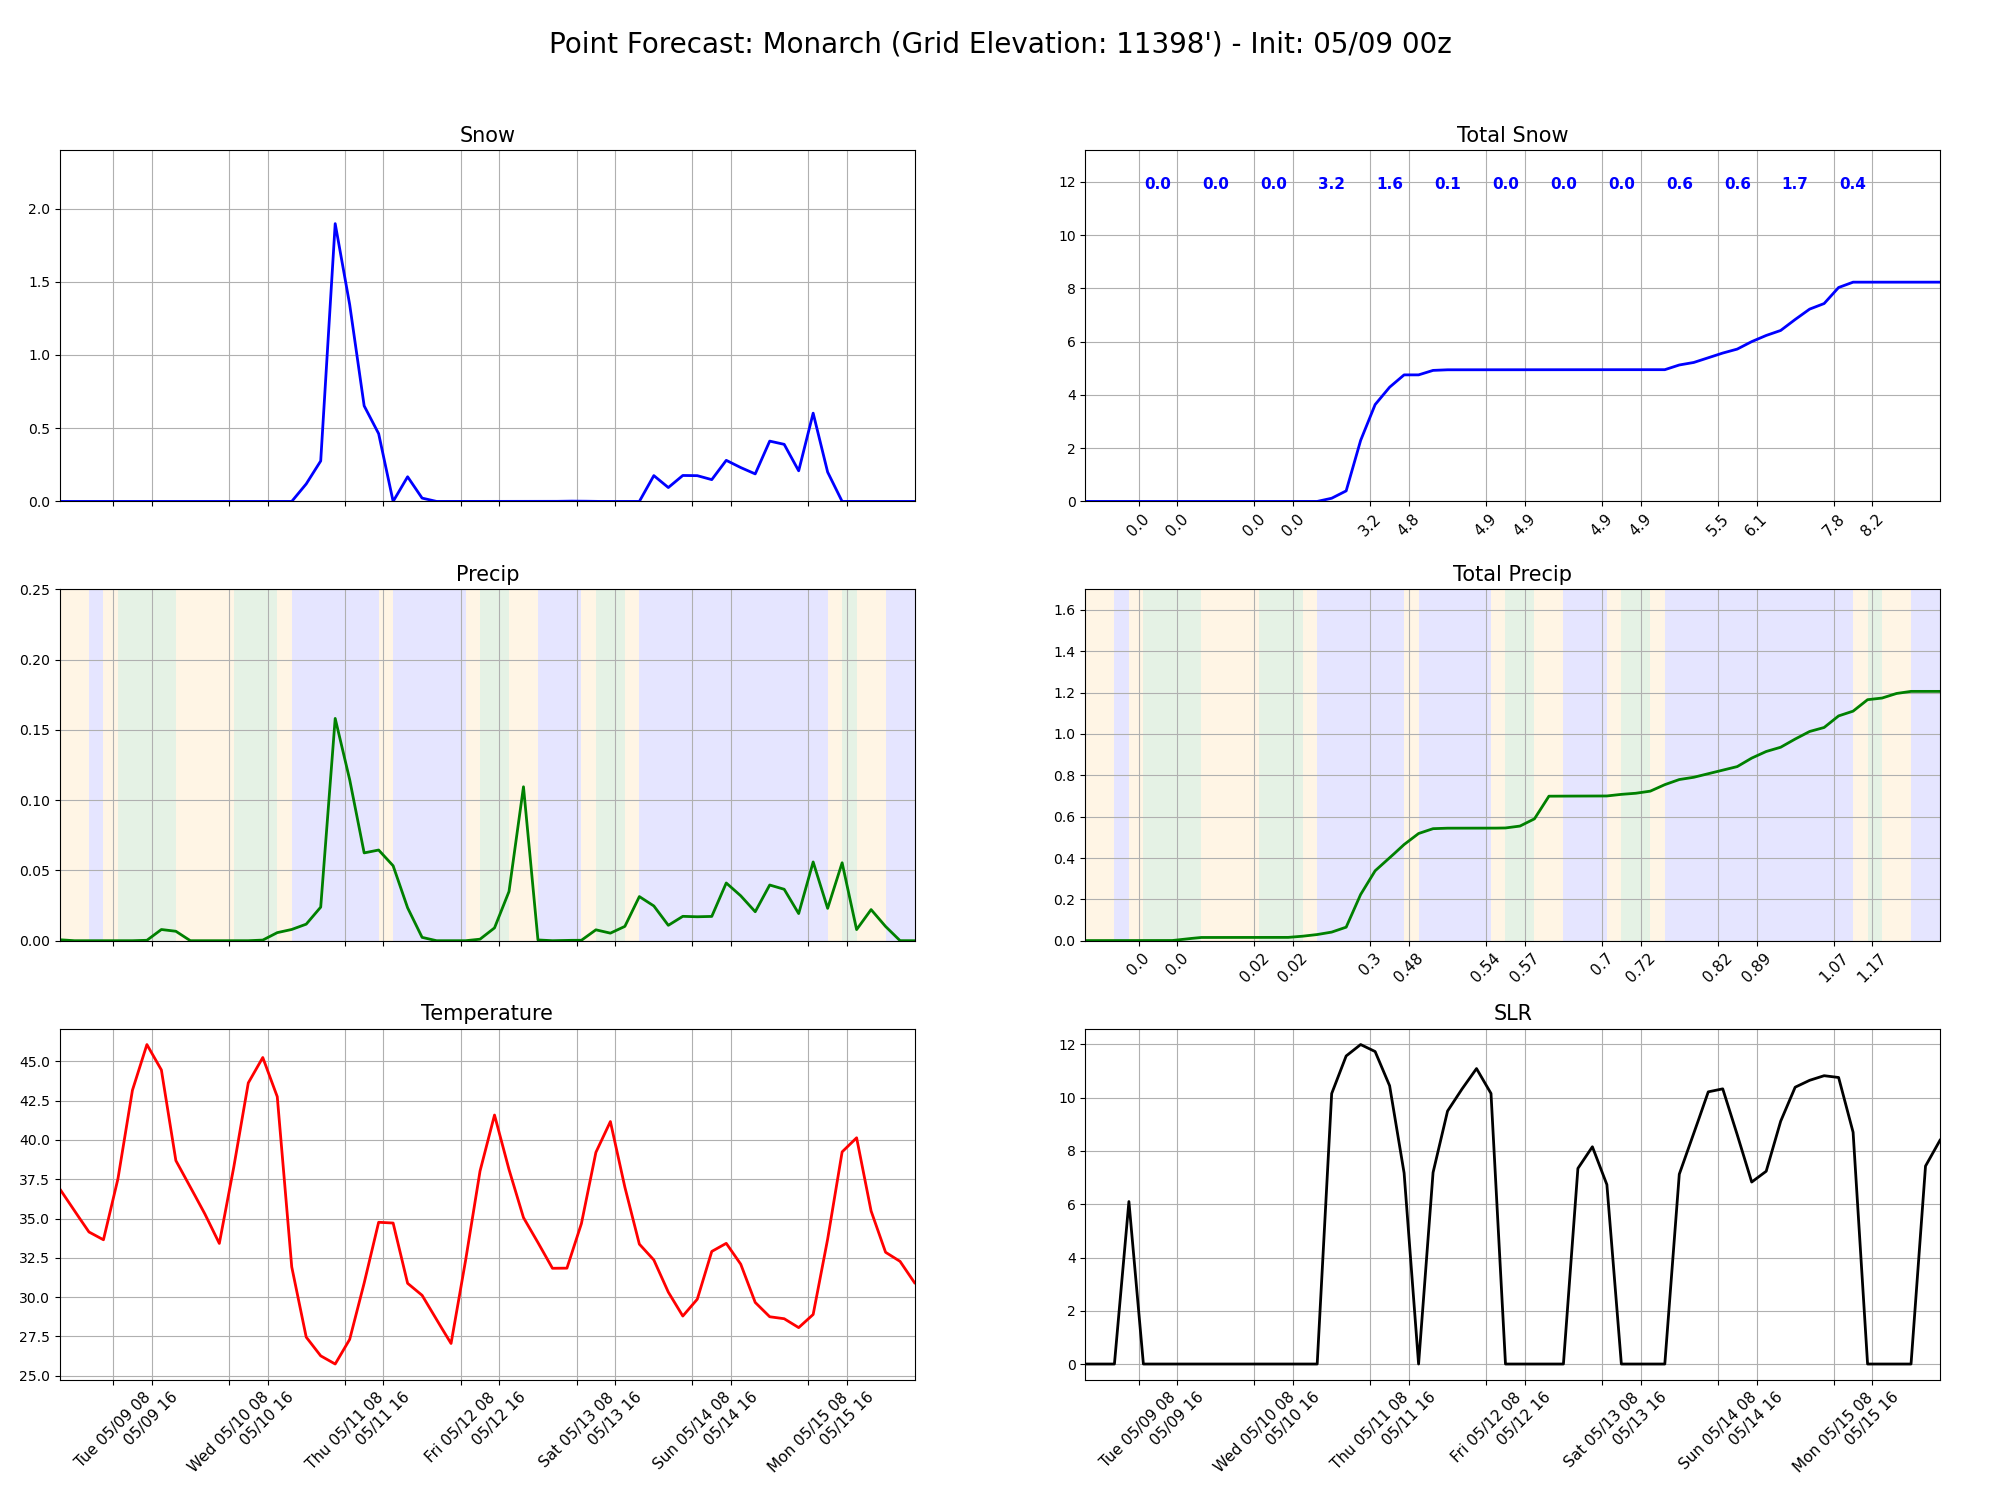 Point Forecast: Monarch (Grid Elevation: 11398') - Init: 05/09 00z
Snow
2.0
1.5
1.0
0.5
0.0
Total Snow
12
10
8
6
4
2
0
0.0 0.0 0.0 3.2 1.6 0.1 0.0 0.0 0.0 0.6 0.6 1.7 0.4
0.0 0.0 0.0 0.0 3.2 4.8 4.9 4.9 4.9 4.9 5.5 6.1 7.8 8.2
Precip
0.25
0.20
0.15
0.10
0.05
0.00
Total Precip
1.6
1.4
1.2
1.0
0.8
0.6
0.4
0.2
0.0
0.0 0.0 0.02 0.02 0.3 0.48 0.54 0.57 0.7 0.72 0.82 0.89 1.07 1.17
Temperature
45.0
42.5
40.0
37.5
35.0
32.5
30.0
27.5
25.0
Tue 05/09 08
05/09 16
Wed 05/10 08
05/10 16
Thu 05/11 08
05/11 16
Fri 05/12 08
05/12 16
Sat 05/13 08
05/13 16
Sun 05/14 08
05/14 16
Mon 05/15 08
05/15 16
SLR
12
10
8
6
4
2
0
Tue 05/09 08
05/09 16
Wed 05/10 08
05/10 16
Thu 05/11 08
05/11 16
Fri 05/12 08
05/12 16
Sat 05/13 08
05/13 16
Sun 05/14 08
05/14 16
Mon 05/15 08
05/15 16